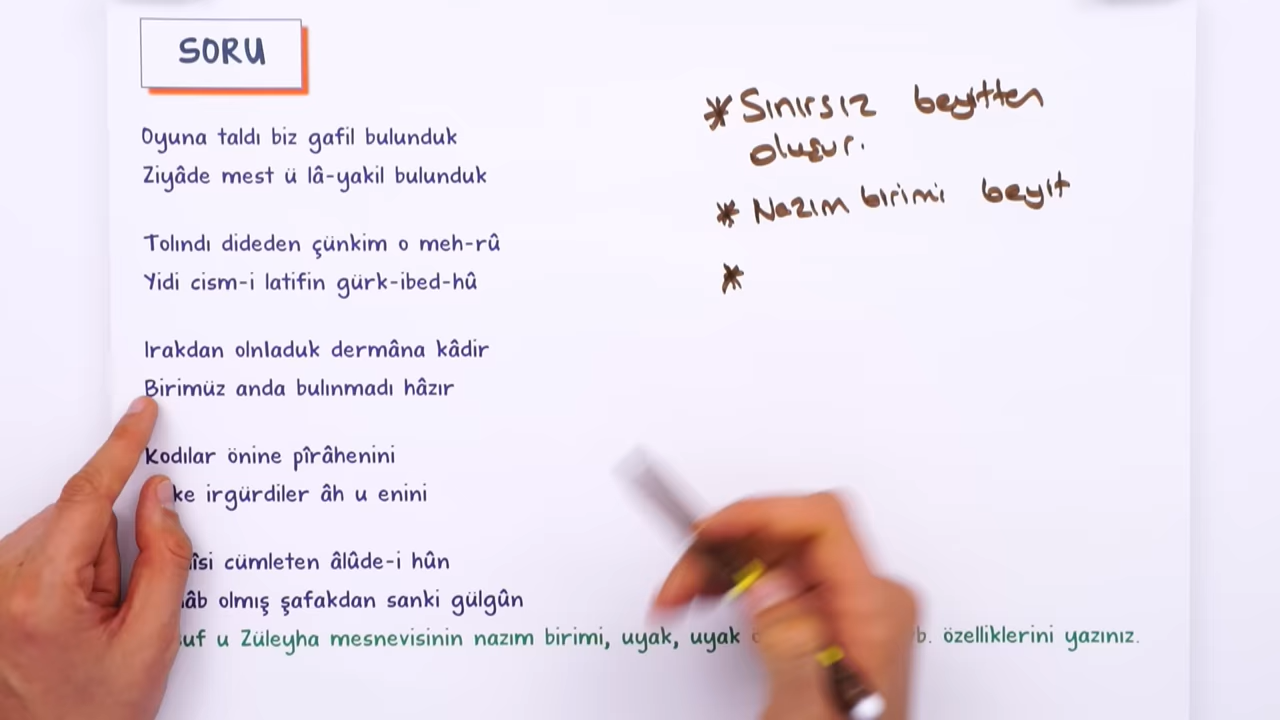 SORU
Oyuna taldı biz gafil bulunduk
Ziyâde mest ü lâ-yakil bulunduk
Tolındı dideden çünkim o meh-rû
Yidi cism-i latifin gürk-ibed-hû
Irakdan olnladuk dermâna kâdir
Birimüz anda bulınmadı hâzır
Kodılar önine pîrâhenini
ke irgürdiler âh u enini
îsi cümleten âlûde-i hûn
âb olmış şafakdan sanki gülgûn
uf u Züleyha mesnevisinin nazım birimi, uyak, uyak b. özelliklerini yazınız.
* Sınırsız beyitten
oluşur.
* Nazım birimi beyit
*